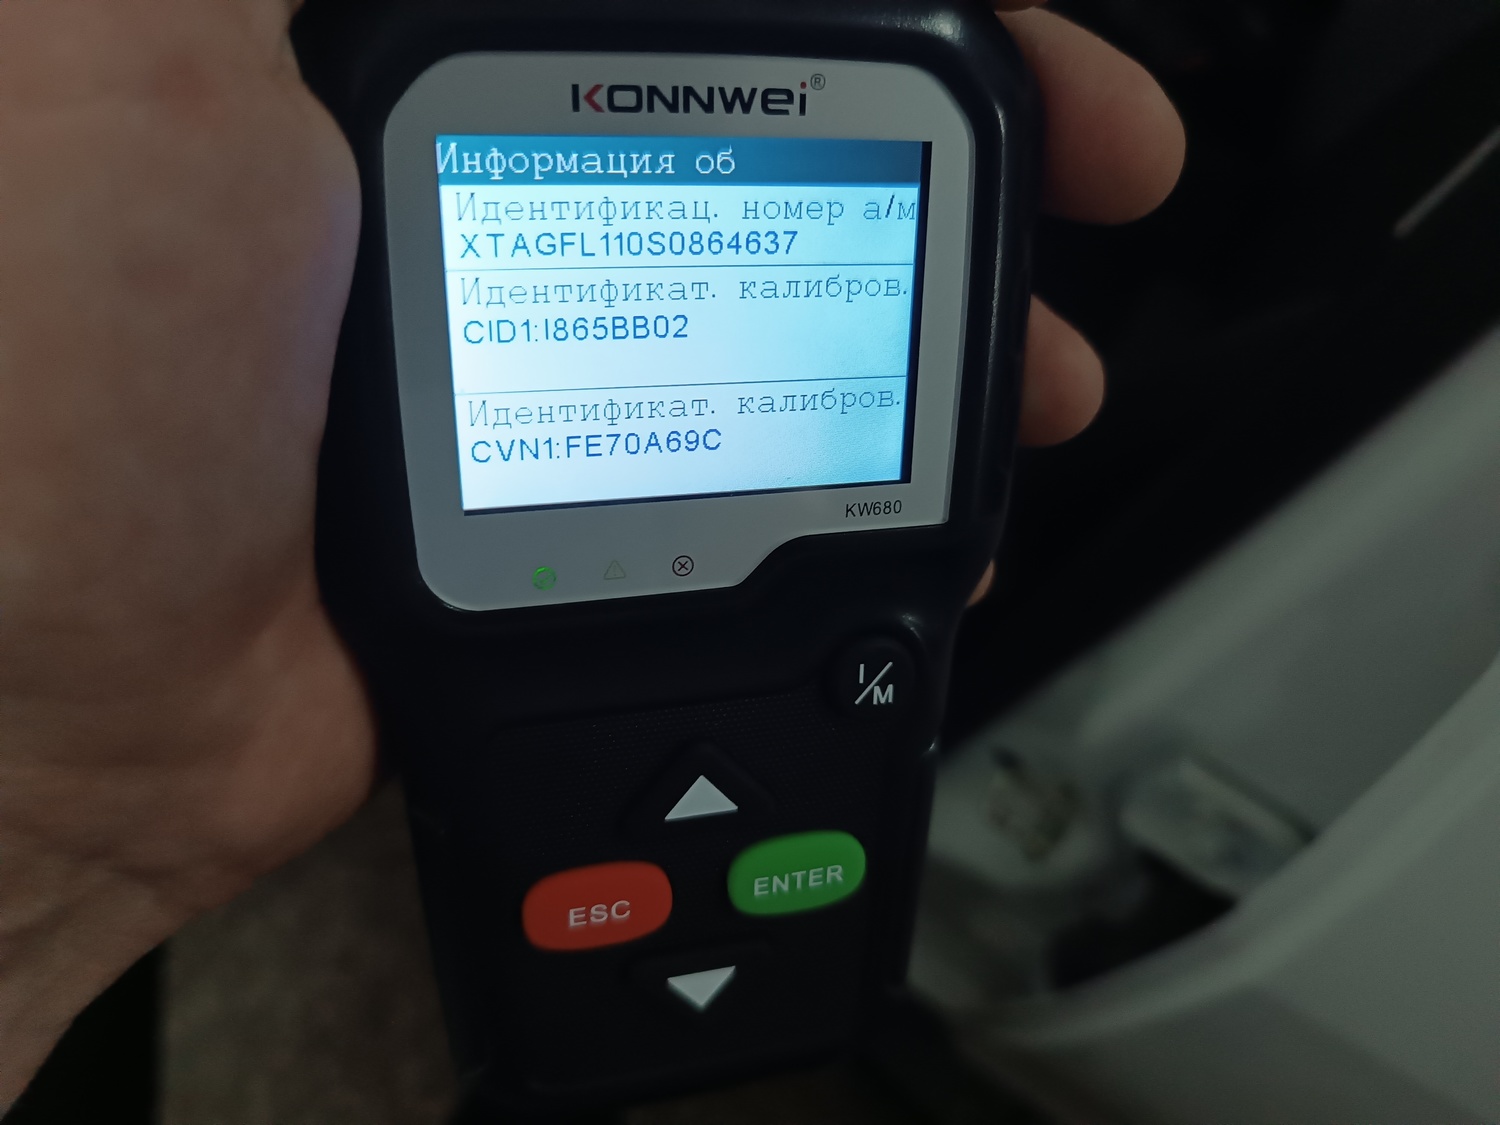 KONNWEI®
Информация об
Идентификац. номер а/м
XTAGFL110S0864637
Идентификат. калибров.
CID1:I865BB02
Идентификат. калибров.
CVN1:FE70A69C
KW680
I/M
ENTER
ESC